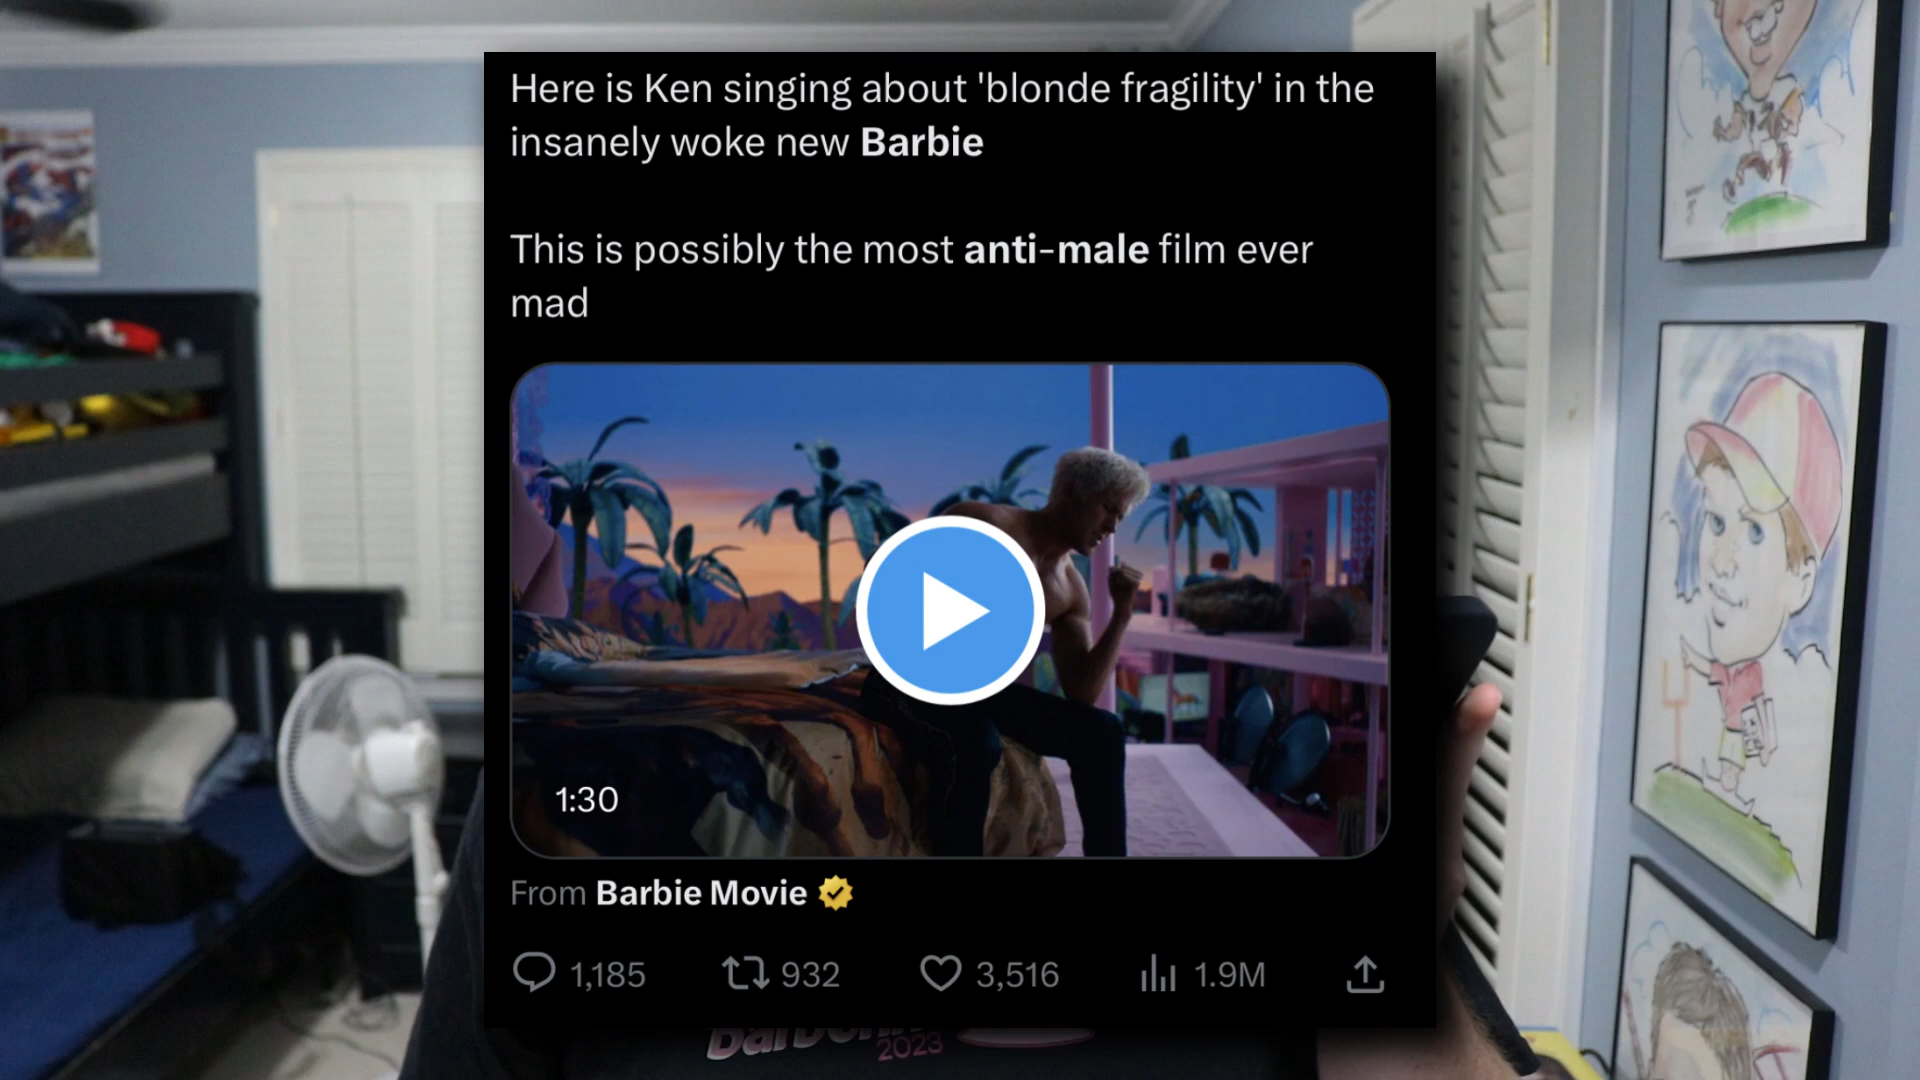 Here is Ken singing about 'blonde fragility' in the
insanely woke new Barbie
This is possibly the most anti-male film ever
mad
1:30
From Barbie Movie
1,185 932 3,516 1.9M
2023